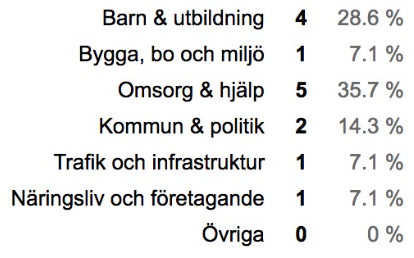 Barn & utbildning 4 28.6 %
Bygga, bo och miljö 1 7.1 %
Omsorg & hjälp 5 35.7 %
Kommun & politik 2 14.3 %
Trafik och infrastruktur 1 7.1 %
Näringsliv och företagande 1 7.1 %
Övriga 0 0 %